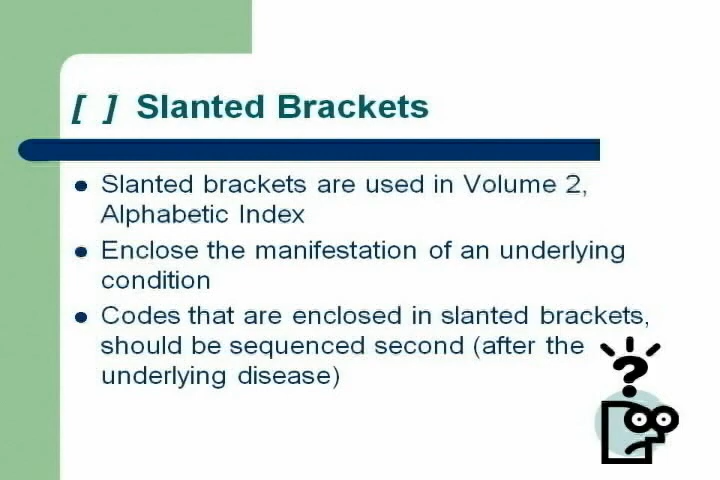 [ ] Slanted Brackets
Slanted brackets are used in Volume 2,
Alphabetic Index
Enclose the manifestation of an underlying
condition
Codes that are enclosed in slanted brackets,
should be sequenced second (after the
underlying disease)
?